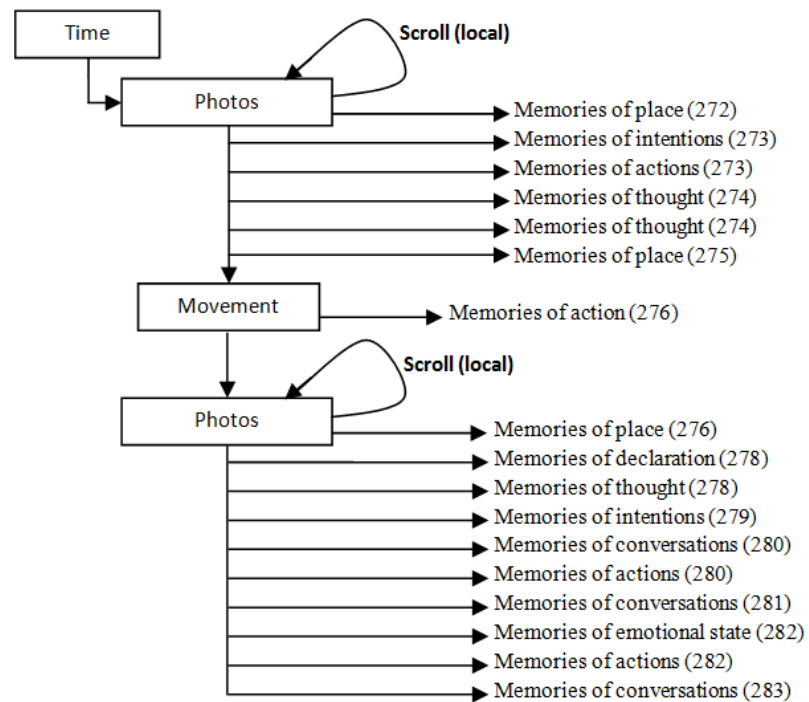 Time
Scroll (local)
Photos
Memories of place (272)
Memories of intentions (273)
Memories of actions (273)
Memories of thought (274)
Memories of thought (274)
Memories of place (275)
Movement
Memories of action (276)
Scroll (local)
Photos
Memories of place (276)
Memories of declaration (278)
Memories of thought (278)
Memories of intentions (279)
Memories of conversations (280)
Memories of actions (280)
Memories of conversations (281)
Memories of emotional state (282)
Memories of actions (282)
Memories of conversations (283)